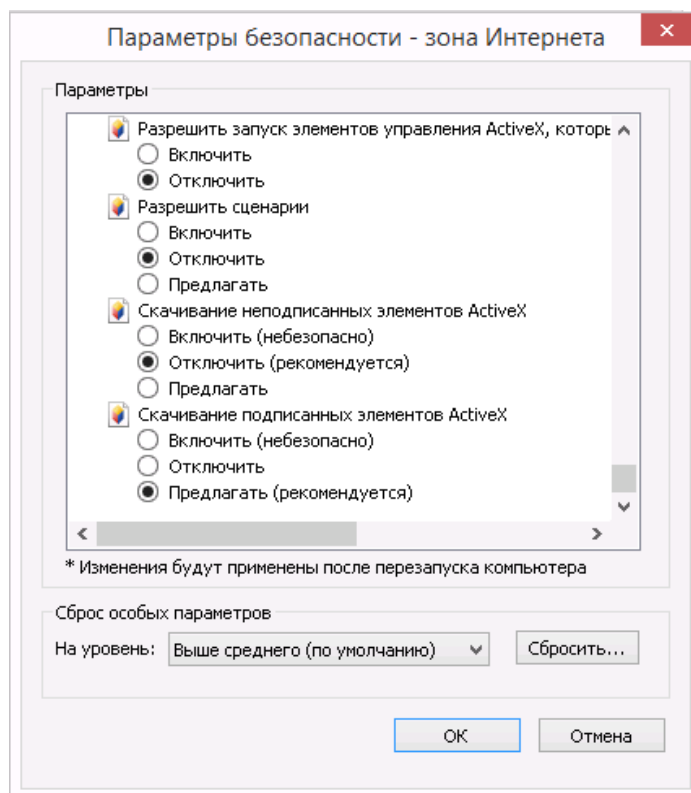 Параметры безопасности - зона Интернета
Параметры
Разрешить запуск элементов управления ActiveX, которы
Включить
Отключить
Разрешить сценарии
Включить
Отключить
Предлагать
Скачивание неподписанных элементов ActiveX
Включить (небезопасно)
Отключить (рекомендуется)
Предлагать
Скачивание подписанных элементов ActiveX
Включить (небезопасно)
Отключить
Предлагать (рекомендуется)
* Изменения будут применены после перезапуска компьютера
Сброс особых параметров
На уровень: Выше среднего (по умолчанию) Сбросить...
ОК Отмена